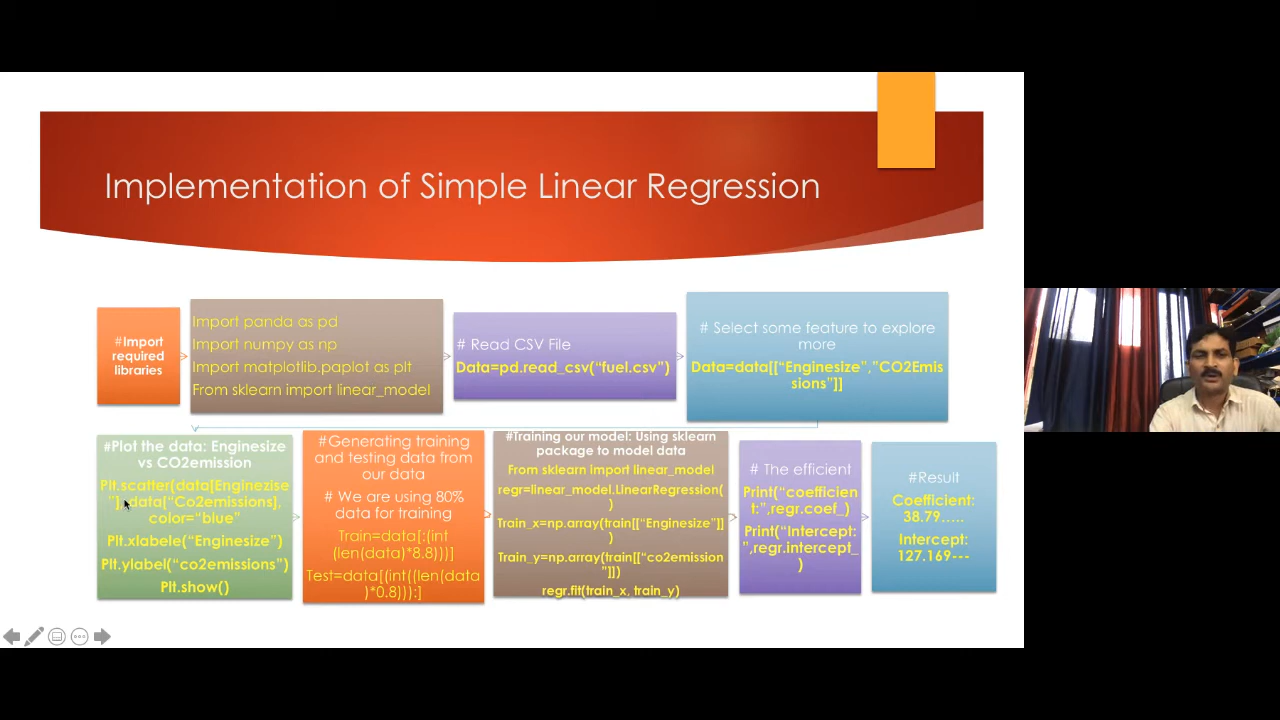 Implementation of Simple Linear Regression
#Import
required
libraries
Import panda as pd
Import numpy as np
Import matplotlib.paplot as plt
From sklearn import linear_model
# Read CSV File
Data=pd.read_csv(“fuel.csv”)
# Select some feature to explore
more
Data=data[[“Enginesize”,”CO2Emis
sions”]]
#Plot the data: Enginesize
vs CO2emission
Plt.scatter[data[Enginezise
”],data[“Co2emissions],
color=“blue”
Plt.xlabele(“Enginesize”)
Plt.ylabel(“co2emissions”)
Plt.show()
#Generating training
and testing data from
our data
# We are using 80%
data for training
Train=data[:(int
(len(data)*8.8)))]
Test=data[(int((len(data
)*0.8))):]
#Training our model: Using sklearn
package to model data
From sklearn import linear_model
regr=linear_model.LinearRegression(
)
Train_x=np.array(train[[“Enginesize”]]
)
Train_y=np.array(train[[“co2emission
”]])
regr.fit(train_x, train_y)
# The efficient
Print(“coefficien
t:”,regr.coef_)
Print(“Intercept:
”,regr.intercept_
)
#Result
Coefficient:
38.79.....
Intercept:
127.169---